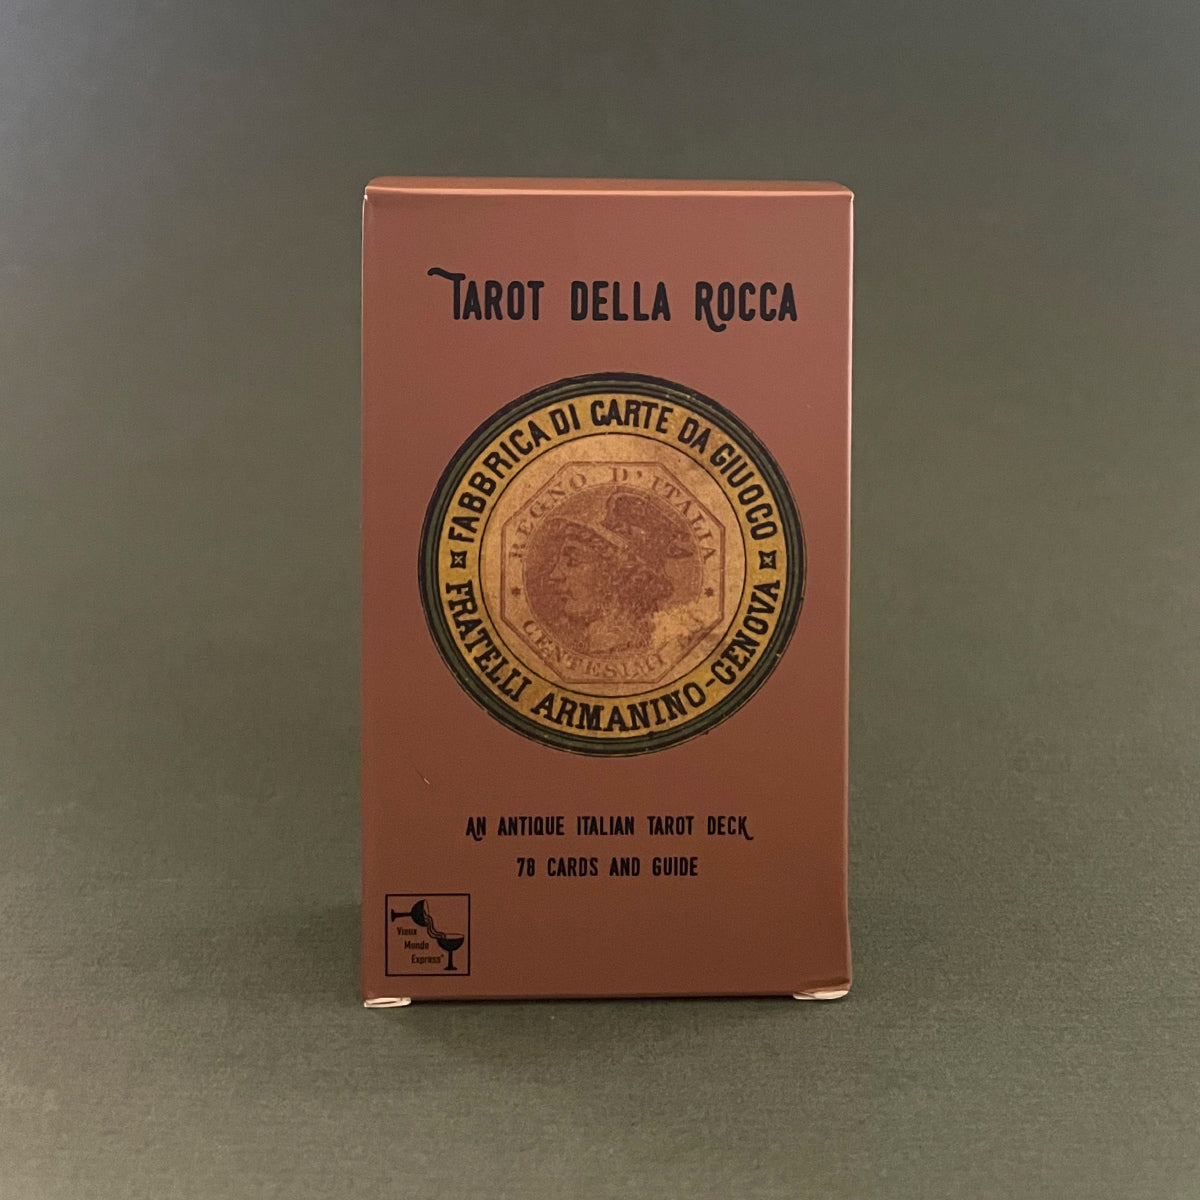 TAROT DELLA ROCCA
FABBRICA DI CARTE DA GIUOCO
FRATELLI ARMANINO-GENOVA
REGNO D'ITALIA
CENTESIMI
AN ANTIQUE ITALIAN TAROT DECK
78 CARDS AND GUIDE
Vieux
Monde
Express®